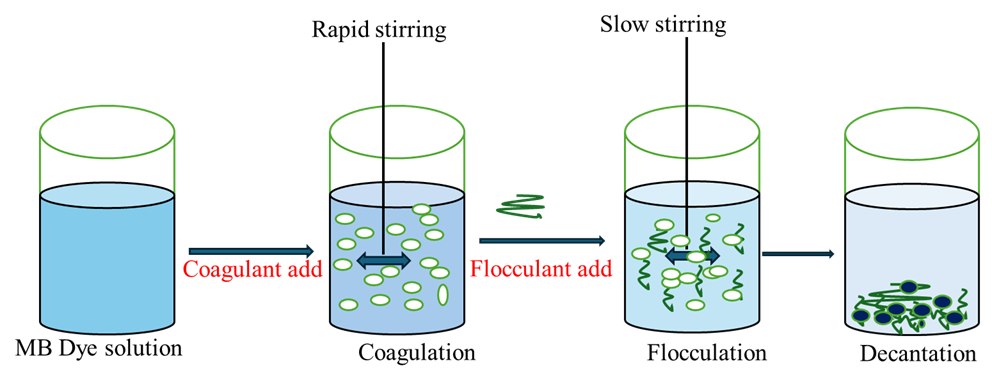 Rapid stirring
Slow stirring
Coagulant add
Flocculant add
MB Dye solution
Coagulation
Flocculation
Decantation